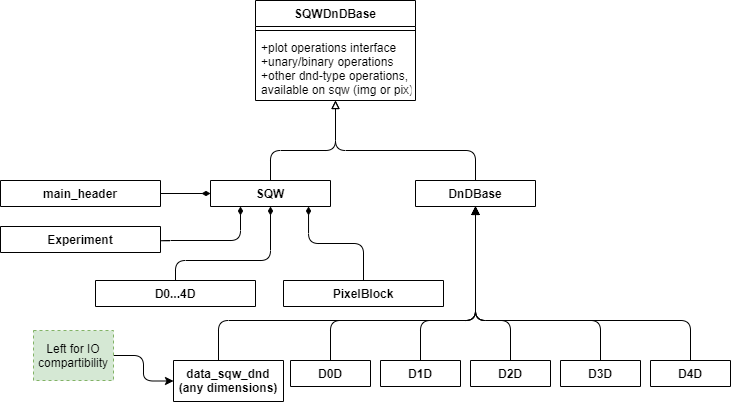 SQWDnDBase
+plot operations interface
+unary/binary operations
+other dnd-type operations,
available on sqw (img or pix)
main_header
SQW
DnDBase
Experiment
D0...4D
PixelBlock
Left for IO
compartibility
data_sqw_dnd
(any dimensions)
D0D
D1D
D2D
D3D
D4D